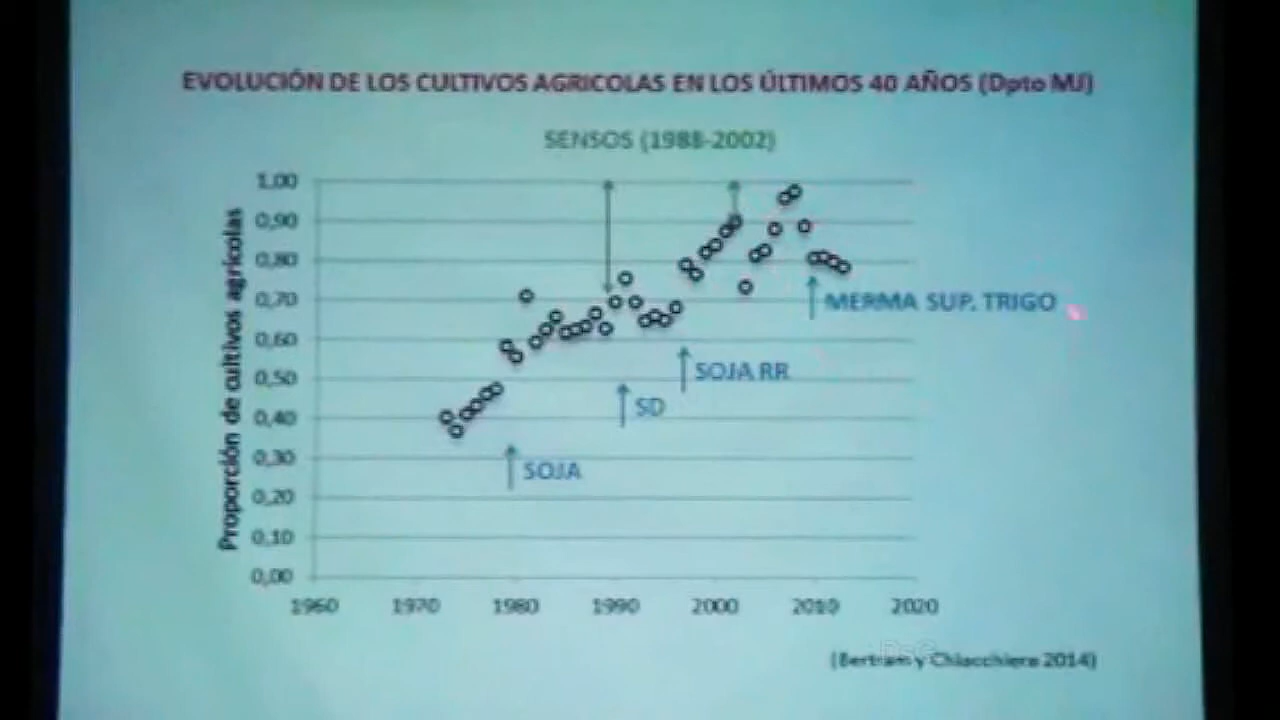 EVOLUCIÓN DE LOS CULTIVOS AGRICOLAS EN LOS ÚLTIMOS 40 AÑOS (Dpto MJ)
SENSOS (1988-2002)
Proporción de cultivos agrícolas
1,00
0,90
0,80
0,70
0,60
0,50
0,40
0,30
0,20
0,10
0,00
MERMA SUP. TRIGO
SOJA RR
SD
SOJA
1960 1970 1980 1990 2000 2010 2020
(Bertram y Chiacchiera 2014)